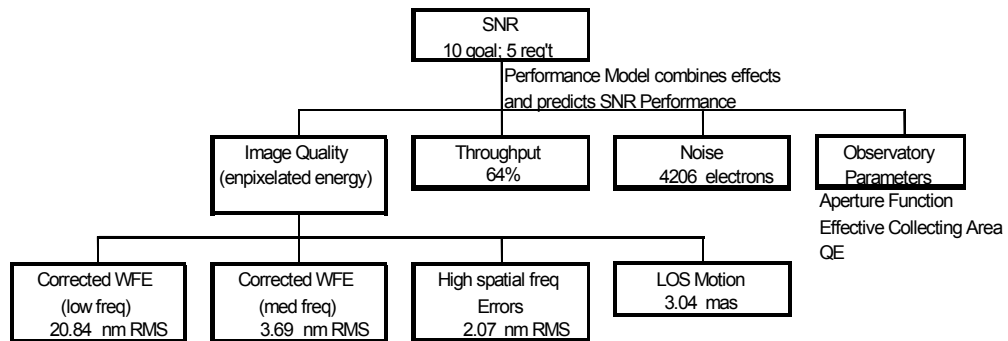 SNR
10 goal; 5 req't
Performance Model combines effects
and predicts SNR Performance
Image Quality
(enpixelated energy)
Throughput
64%
Noise
4206 electrons
Observatory
Parameters
Aperture Function
Effective Collecting Area
QE
Corrected WFE
(low freq)
20.84 nm RMS
Corrected WFE
(med freq)
3.69 nm RMS
High spatial freq
Errors
2.07 nm RMS
LOS Motion
3.04 mas